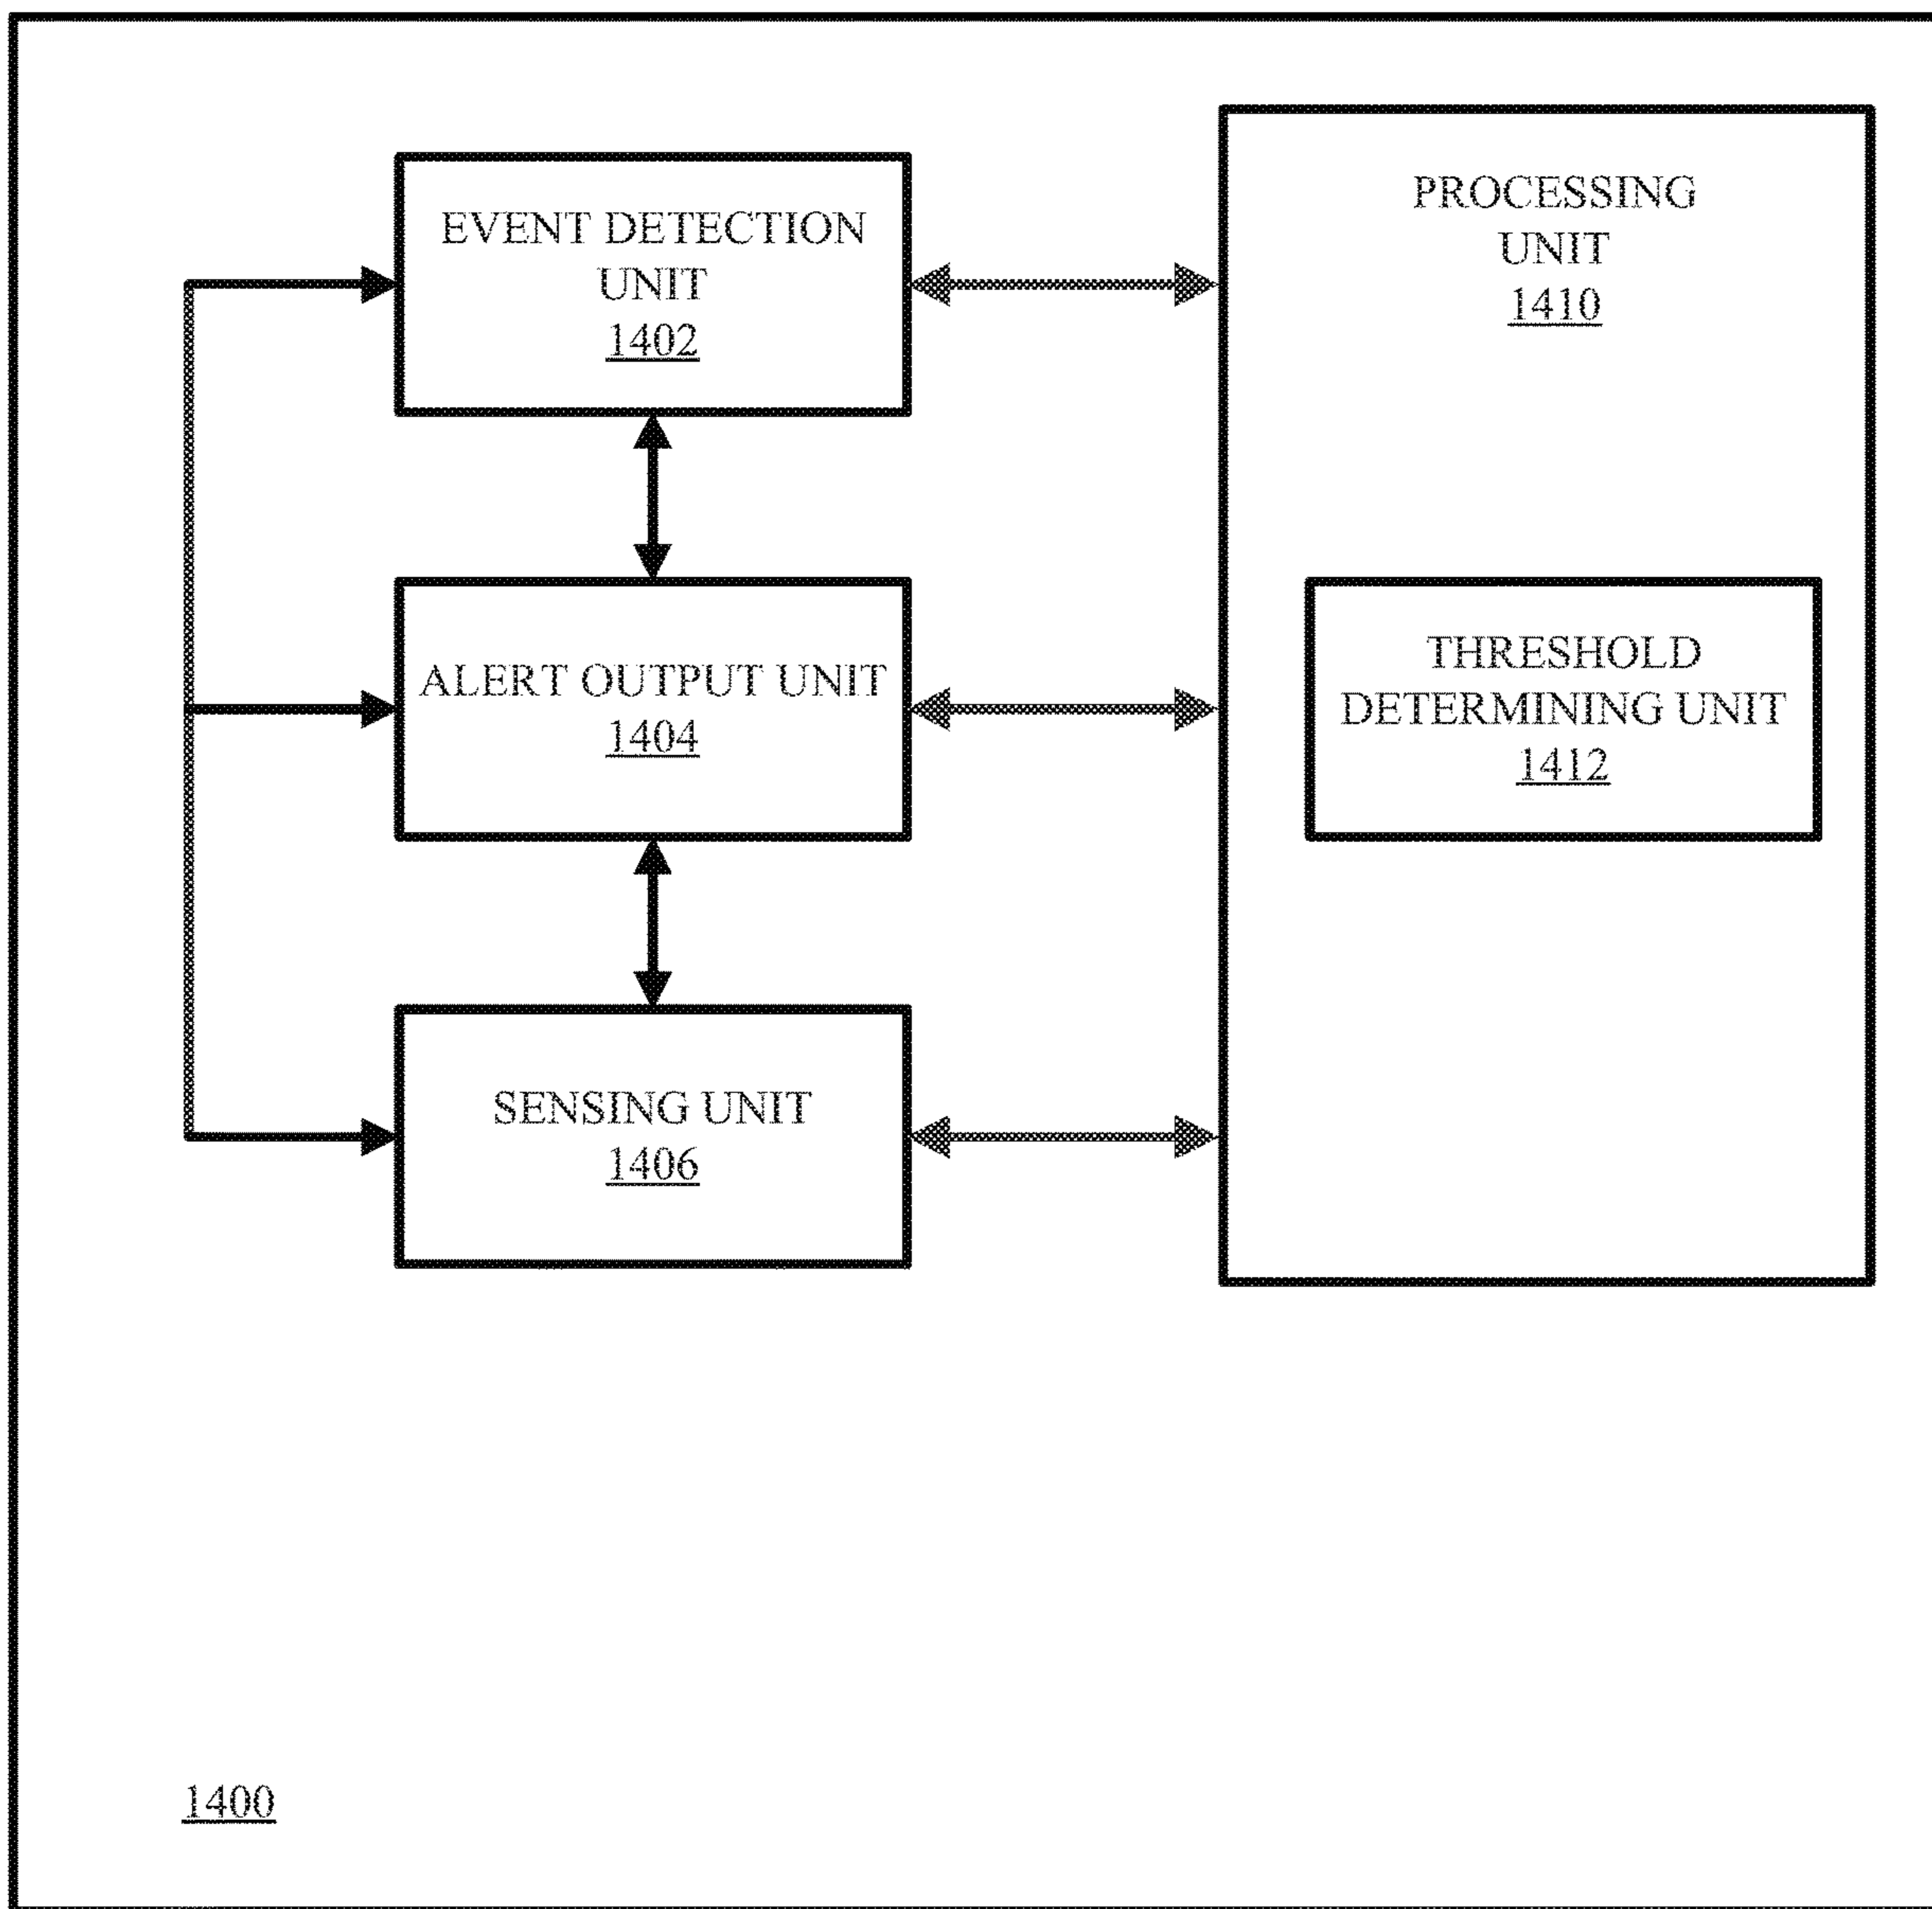 EVENT DETECTION
UNIT
1402
PROCESSING
UNIT
1410
ALERT OUTPUT UNIT
1404
THRESHOLD
DETERMINING UNIT
1412
SENSING UNIT
1406
1400